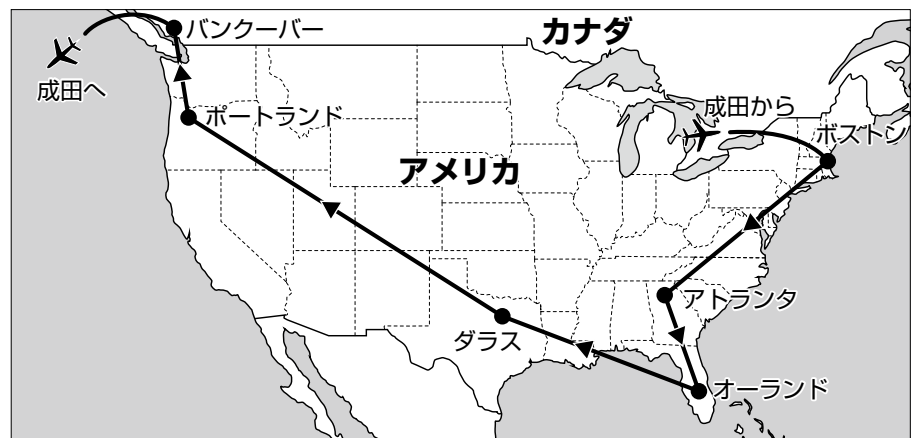 バンクーバー
カナダ
成田へ
成田から
ポートランド
ボストン
アメリカ
アトランタ
ダラス
オーランド